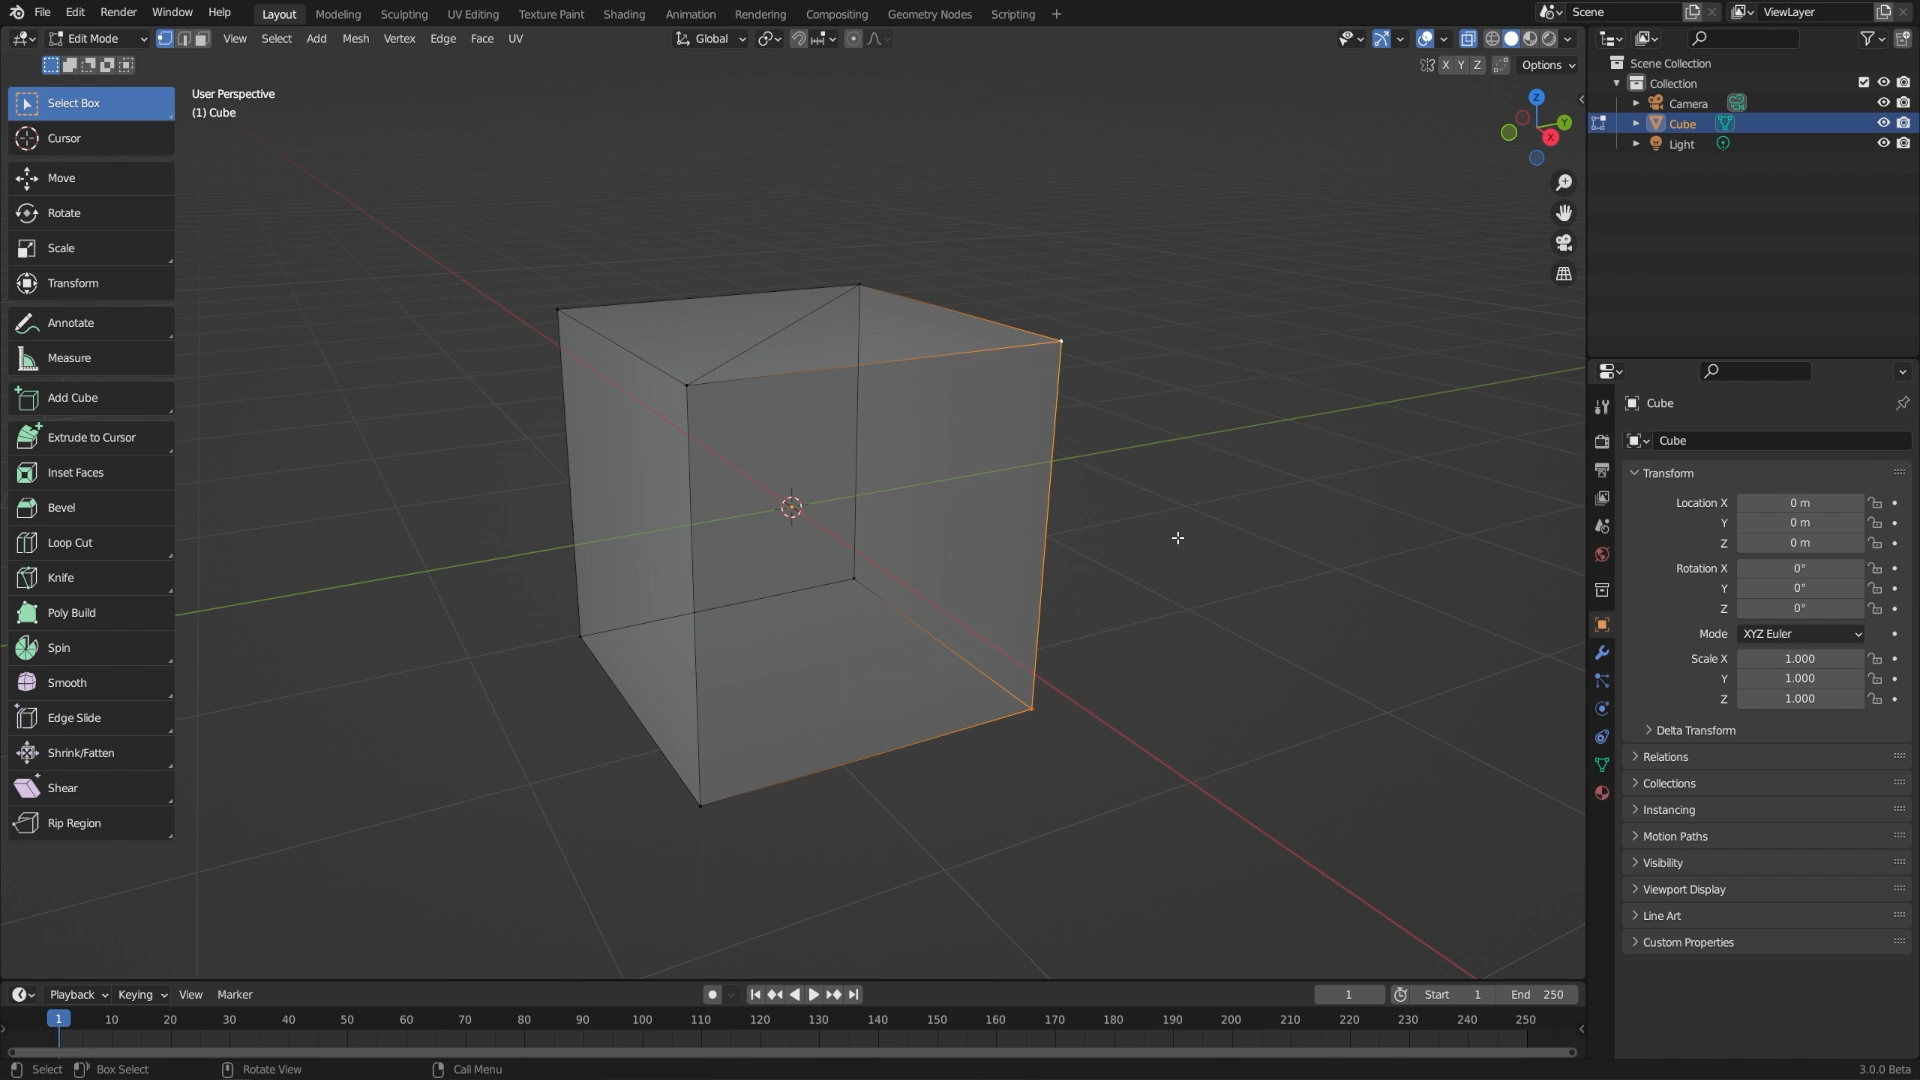 File Edit Render Window Help Layout Modeling Sculpting UV Editing Texture Paint Shading Animation Rendering Compositing Geometry Nodes Scripting + Scene ViewLayer
Edit Mode View Select Add Mesh Vertex Edge Face UV Global
X Y Z Options
User Perspective
(1) Cube
Select Box
Cursor
Move
Rotate
Scale
Transform
Annotate
Measure
Add Cube
Extrude to Cursor
Inset Faces
Bevel
Loop Cut
Knife
Poly Build
Spin
Smooth
Edge Slide
Shrink/Fatten
Shear
Rip Region
Z
Y
X
Scene Collection
Collection
Camera
Cube
Light
Cube
Cube
Transform
Location X 0 m
Y 0 m
Z 0 m
Rotation X 0°
Y 0°
Z 0°
Mode XYZ Euler
Scale X 1.000
Y 1.000
Z 1.000
Delta Transform
Relations
Collections
Instancing
Motion Paths
Visibility
Viewport Display
Line Art
Custom Properties
Playback Keying View Marker 1 Start 1 End 250
1 10 20 30 40 50 60 70 80 90 100 110 120 130 140 150 160 170 180 190 200 210 220 230 240 250
Select Box Select Rotate View Call Menu 3.0.0 Beta